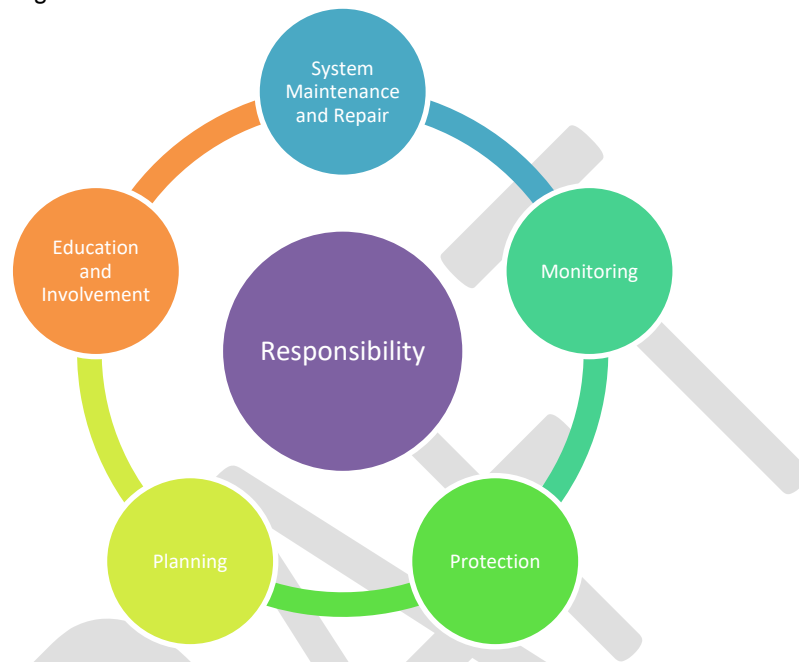 System
Maintenance
and Repair
Education
and
Involvement
Monitoring
Responsibility
Planning
Protection